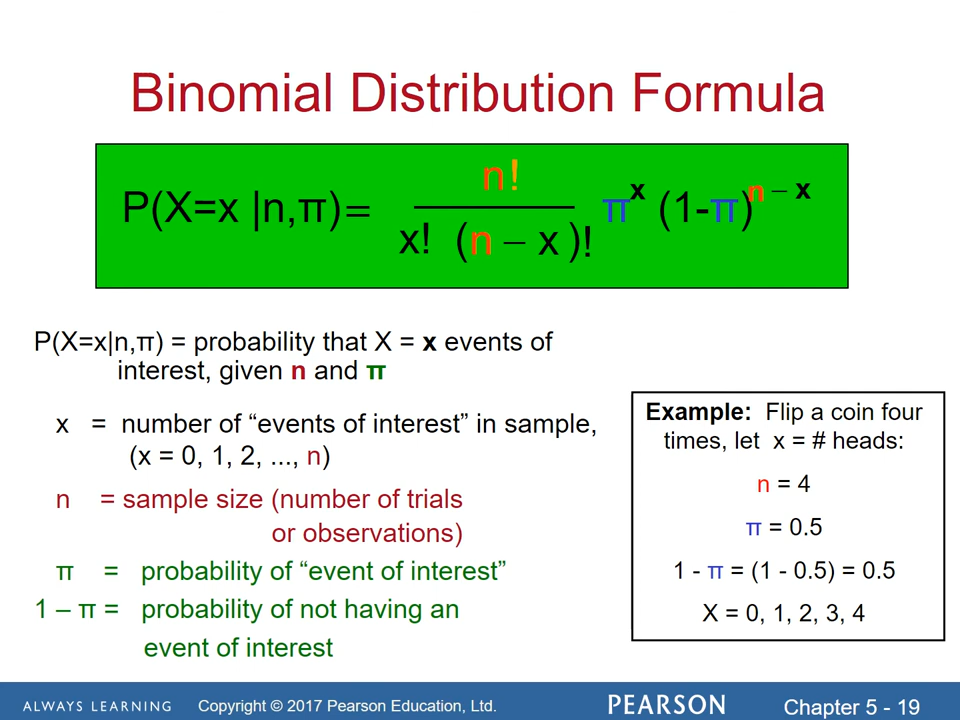 Binomial Distribution Formula
P(X=x |n,π) = n! / x! (n − x)! π^x (1-π)^n − x
P(X=x|n,π) = probability that X = x events of
interest, given n and π
x = number of “events of interest” in sample,
(x = 0, 1, 2, ..., n)
n = sample size (number of trials
or observations)
π = probability of “event of interest”
1 – π = probability of not having an
event of interest
Example: Flip a coin four
times, let x = # heads:
n = 4
π = 0.5
1 - π = (1 - 0.5) = 0.5
X = 0, 1, 2, 3, 4
ALWAYS LEARNING Copyright © 2017 Pearson Education, Ltd. PEARSON Chapter 5 - 19